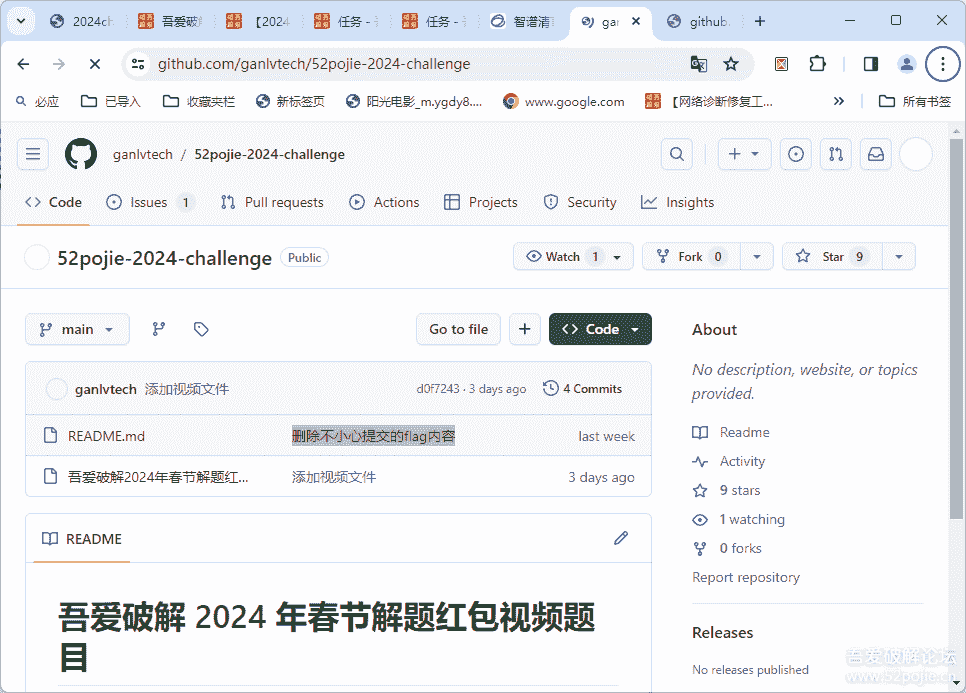 2024ch
吾爱破解
【2024
任务 -
任务 -
智谱清
gan
github.
github.com/ganlvtech/52pojie-2024-challenge
必应
已导入
收藏夹栏
新标签页
阳光电影_m.ygdy8....
www.google.com
【网络诊断修复工...
所有书签
ganlvtech / 52pojie-2024-challenge
Code
Issues 1
Pull requests
Actions
Projects
Security
Insights
52pojie-2024-challenge Public
Watch 1
Fork 0
Star 9
main
Go to file
Code
About
No description, website, or topics
provided.
ganlvtech 添加视频文件 d0f7243 · 3 days ago 4 Commits
README.md 删除不小心提交的flag内容 last week
吾爱破解2024年春节解题红... 添加视频文件 3 days ago
Readme
Activity
9 stars
1 watching
0 forks
Report repository
README
吾爱破解 2024 年春节解题红包视频题
目
Releases
No releases published
吾爱破解论坛
www.52pojie.cn